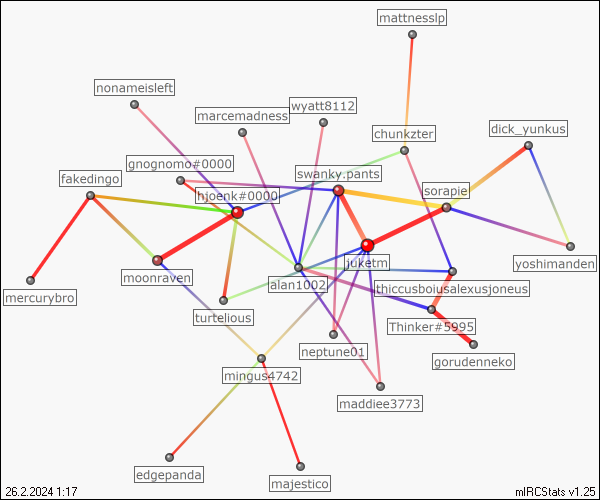 mattnesslp
nonameisleft
wyatt8112
marcemadness
dick_yunkus
chunkzter
gnognomo#0000
swanky.pants
fakedingo
hjoenk#0000
sorapie
juketm
yoshimanden
moonraven
alan1002
thiccusboiusalexusjoneus
mercurybro
turtelious
Thinker#5995
neptune01
gorudenneko
mingus4742
maddiee3773
edgepanda
majestico
26.2.2024 1:17
mIRCStats v1.25